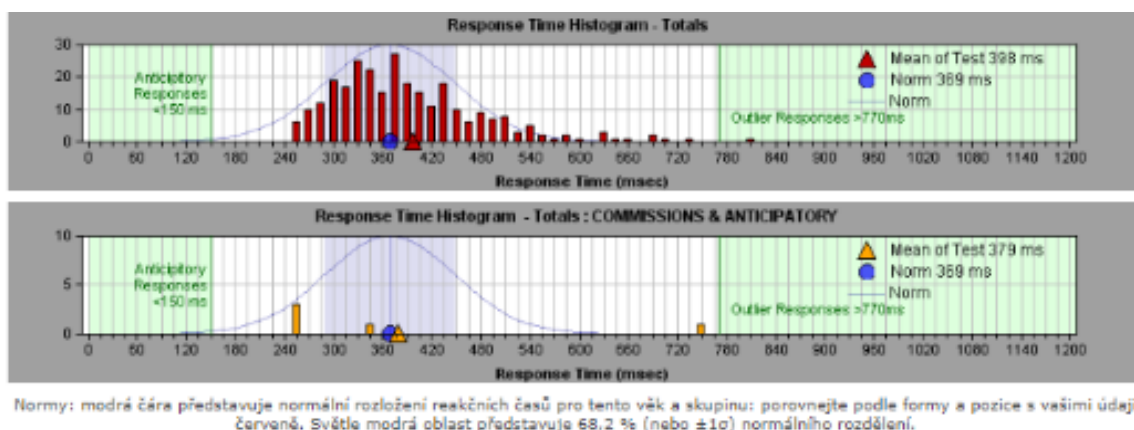 Response Time Histogram - Totals
30
20
10
0
Anticipatory
Responses
<150 ms
Mean of Test 398 ms
Norm 369 ms
Norm
Outlier Responses >770ms
0 60 120 180 240 300 360 420 480 540 600 660 720 780 840 900 960 1020 1080 1140 1200
Response Time (msec)
Response Time Histogram - Totals : COMMISSIONS & ANTICIPATORY
10
5
0
Anticipitory
Responses
<150 ms
Mean of Test 379 ms
Norm 369 ms
Norm
Outlier Responses >770ms
0 60 120 180 240 300 360 420 480 540 600 660 720 780 840 900 960 1020 1080 1140 1200
Response Time (msec)
Normy: modrá čára představuje normální rozložení reakčních časů pro tento věk a skupinu: porovnejte podle formy a pozice s vašimi údaji
červeně. Světle modrá oblast představuje 68.2 % (nebo ±1σ) normálního rozdělení.